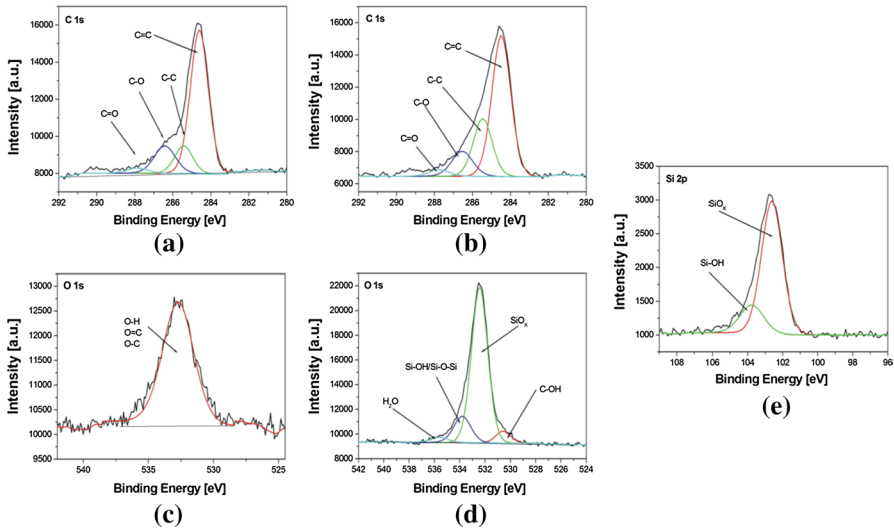 C 1s
Intensity [a.u.]
16000
14000
12000
10000
8000
C=C
C-O
C-C
C=O
292
290
288
286
284
282
280
Binding Energy [eV]
(a)
C 1s
Intensity [a.u.]
16000
14000
12000
10000
8000
6000
C=C
C-C
C-O
C=O
292
290
288
286
284
282
280
Binding Energy [eV]
(b)
O 1s
Intensity [a.u.]
13000
12500
12000
11500
11000
10500
10000
9500
O-H
O=C
O-C
540
535
530
525
Binding Energy [eV]
(c)
O 1s
Intensity [a.u.]
22000
20000
18000
16000
14000
12000
10000
8000
SiOₓ
Si-OH/Si-O-Si
H₂O
C-OH
542
540
538
536
534
532
530
528
526
524
Binding Energy [eV]
(d)
Si 2p
Intensity [a.u.]
3500
3000
2500
2000
1500
1000
SiOₓ
Si-OH
108
106
104
102
100
98
96
Binding Energy [eV]
(e)